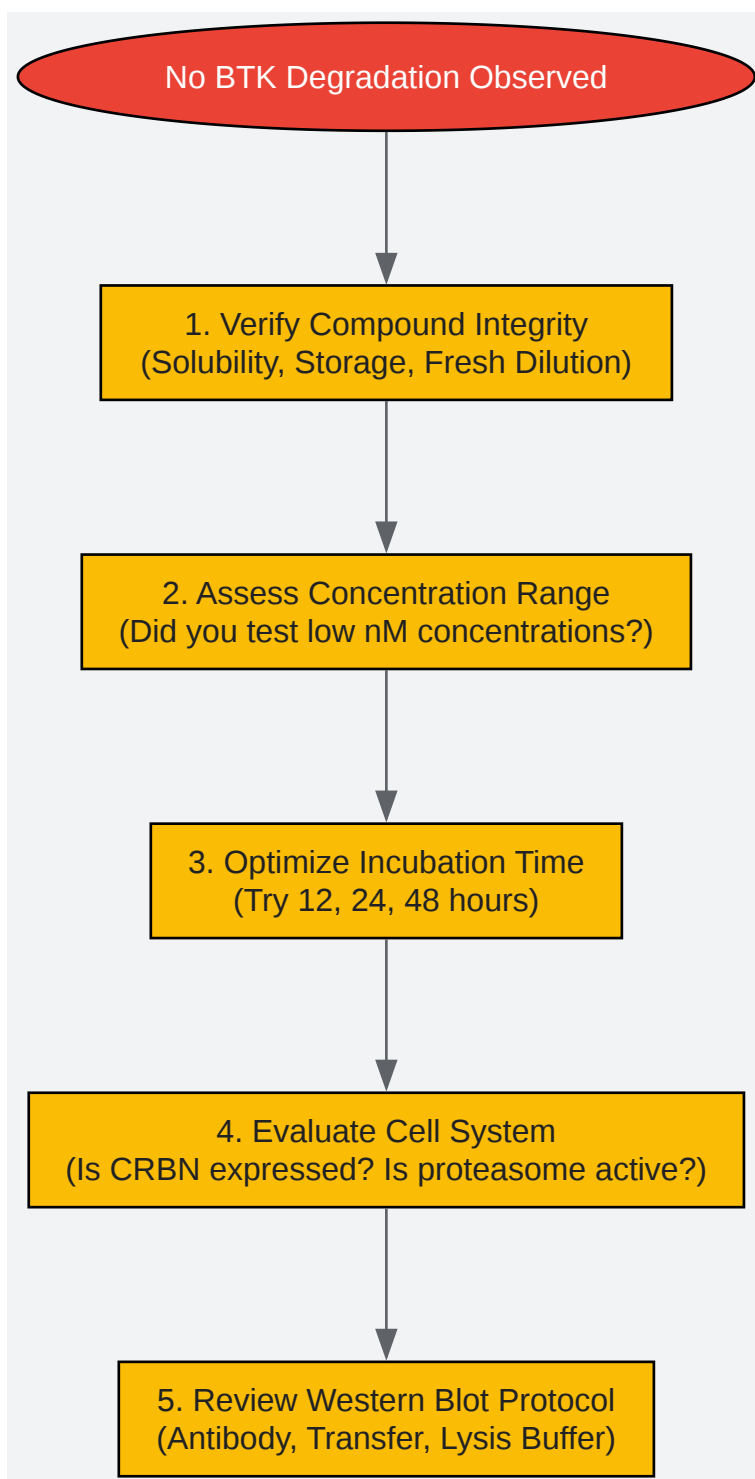 No BTK Degradation Observed
1. Verify Compound Integrity
(Solubility, Storage, Fresh Dilution)
2. Assess Concentration Range
(Did you test low nM concentrations?)
3. Optimize Incubation Time
(Try 12, 24, 48 hours)
4. Evaluate Cell System
(Is CRBN expressed? Is proteasome active?)
5. Review Western Blot Protocol
(Antibody, Transfer, Lysis Buffer)